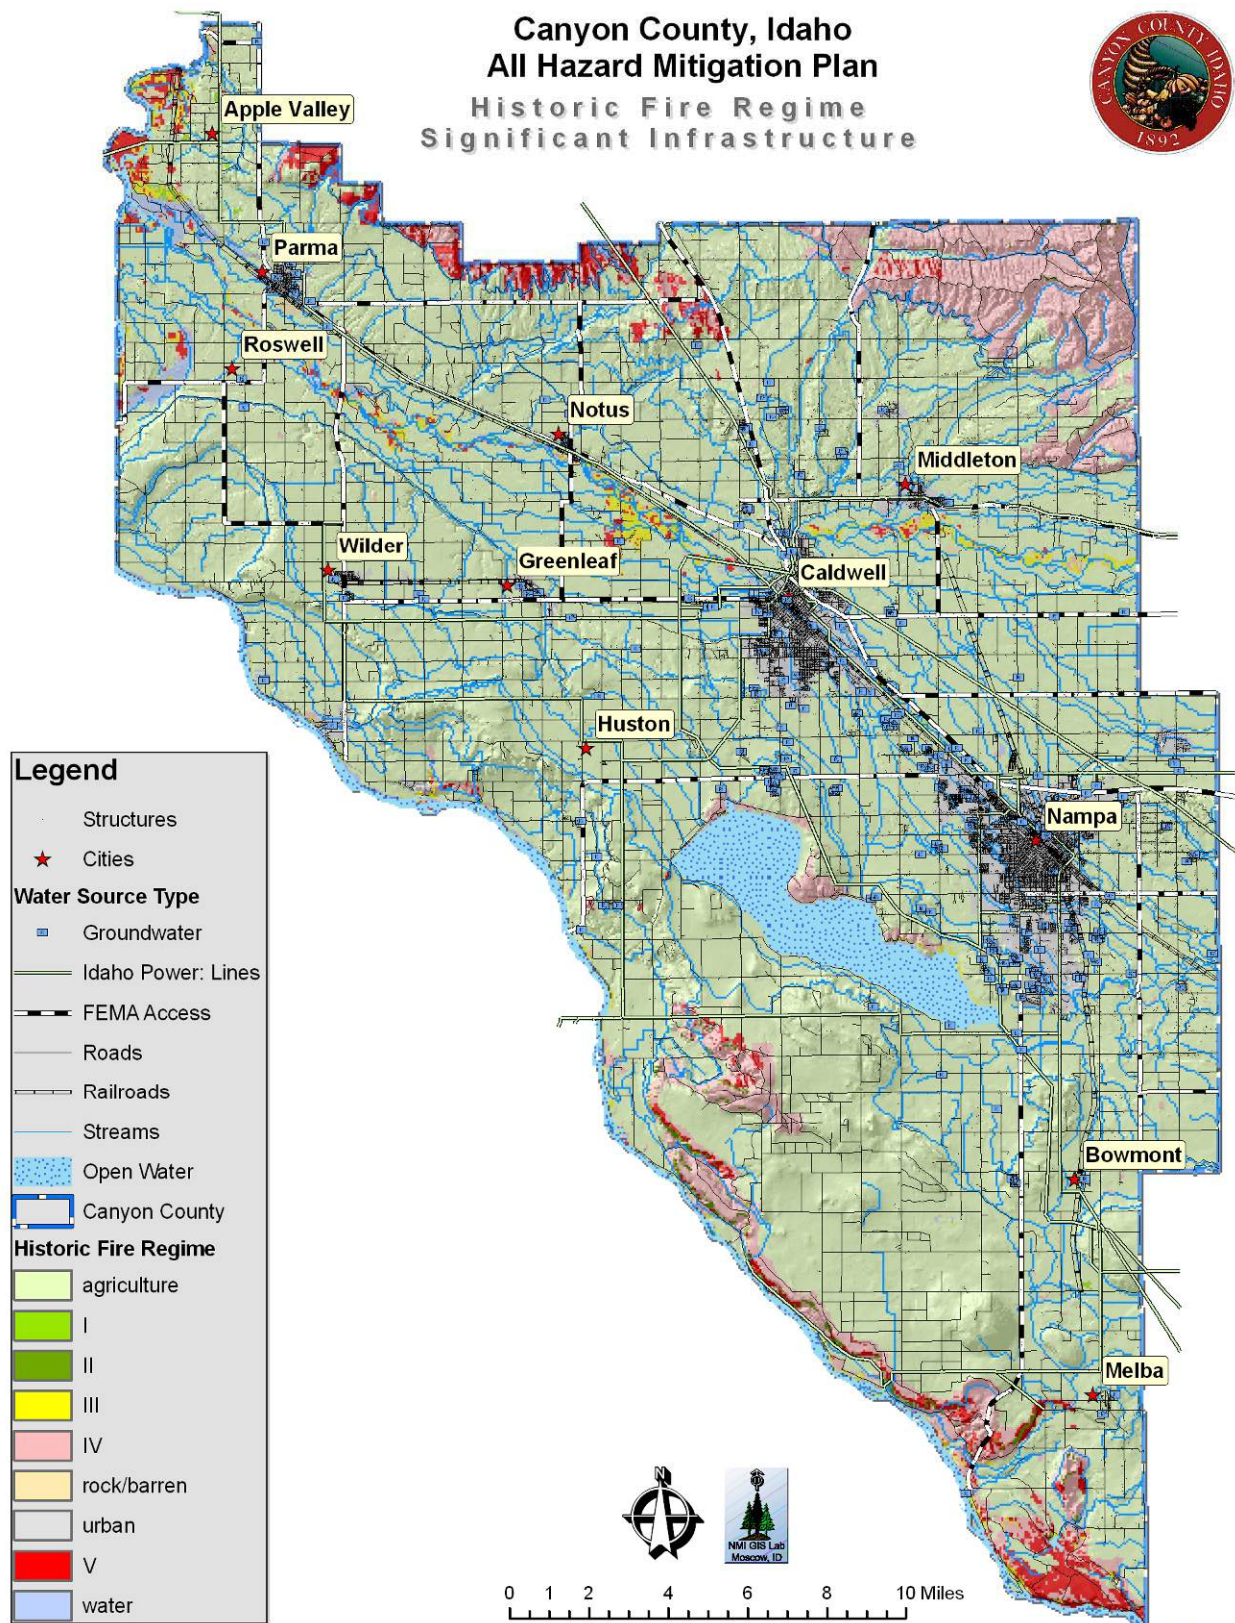 Canyon County, Idaho
All Hazard Mitigation Plan
Historic Fire Regime
Significant Infrastructure
CANYON COUNTY IDAHO
1892
Apple Valley
Parma
Roswell
Notus
Middleton
Wilder
Greenleaf
Caldwell
Huston
Nampa
Bowmont
Melba
Legend
Structures
Cities
Water Source Type
Groundwater
Idaho Power: Lines
FEMA Access
Roads
Railroads
Streams
Open Water
Canyon County
Historic Fire Regime
agriculture
I
II
III
IV
rock/barren
urban
V
water
N
NMI GIS Lab
Moscow, ID
0 1 2 4 6 8 10 Miles